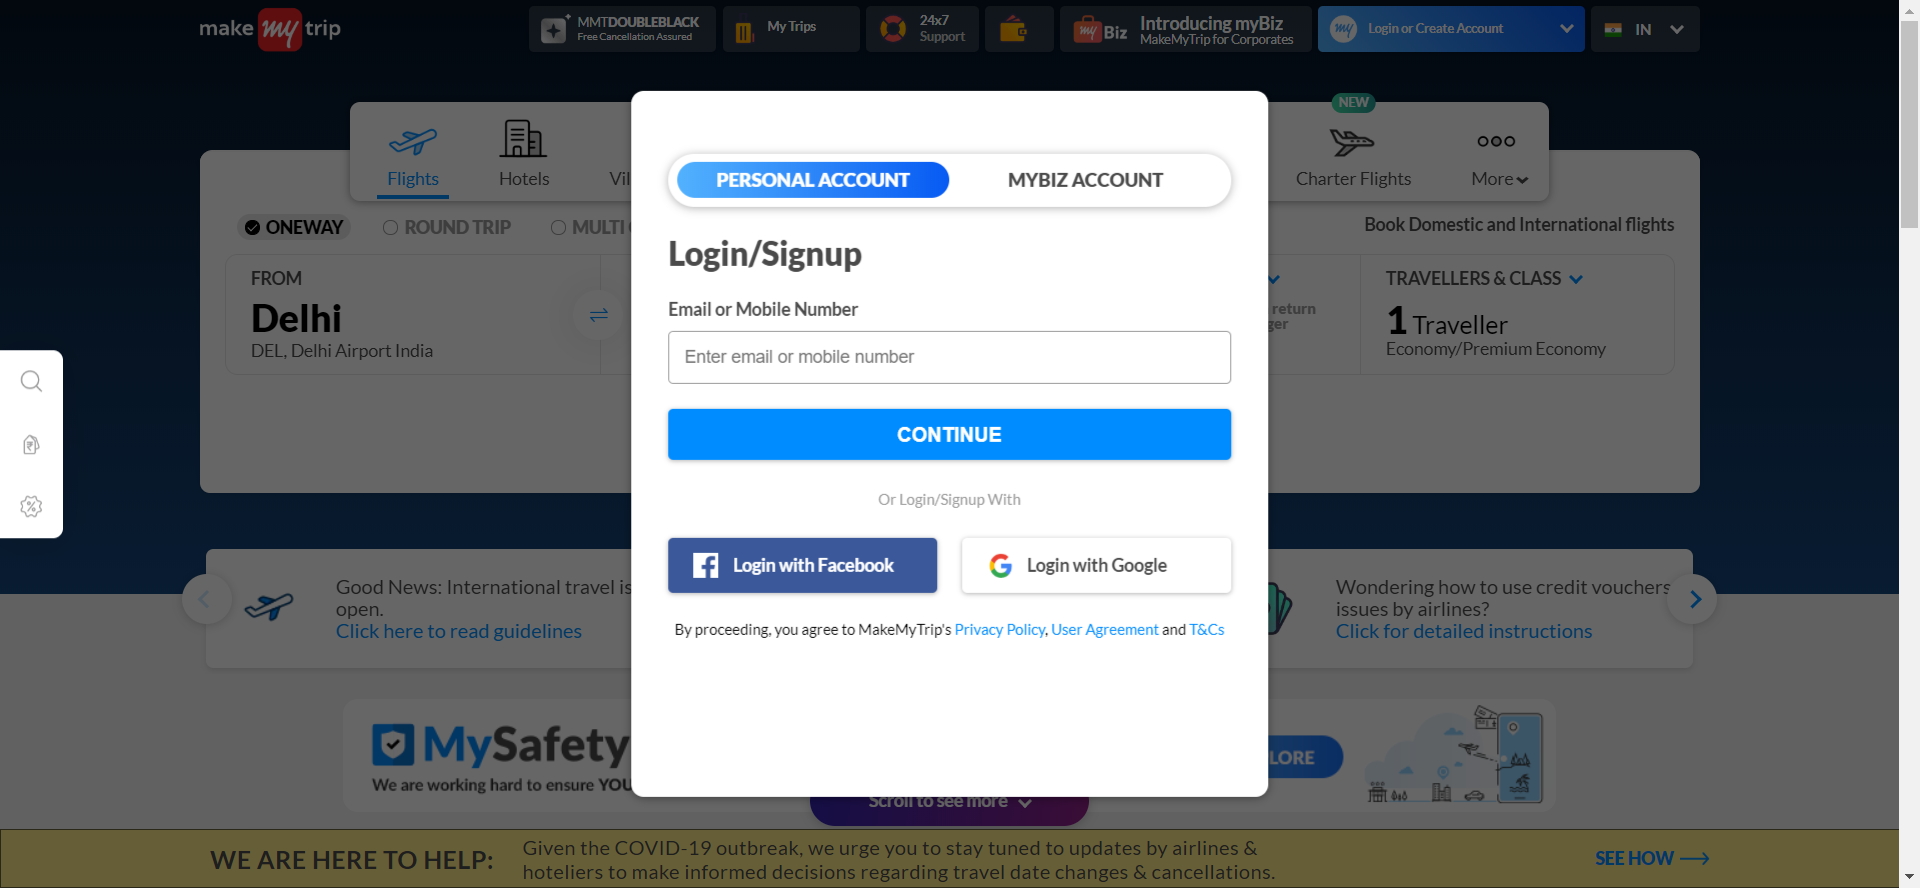 make my trip
MMTDOUBLEBLACK
Free Cancellation Assured
My Trips
24x7
Support
my Biz
Introducing myBiz
MakeMyTrip for Corporates
my
Login or Create Account
IN
NEW
Flights
Hotels
Vil
Charter Flights
More
ONEWAY
ROUND TRIP
MULTI
Book Domestic and International flights
FROM
Delhi
DEL, Delhi Airport India
return
ger
TRAVELLERS & CLASS
1 Traveller
Economy/Premium Economy
PERSONAL ACCOUNT
MYBIZ ACCOUNT
Login/Signup
Email or Mobile Number
Enter email or mobile number
CONTINUE
Or Login/Signup With
Login with Facebook
Login with Google
By proceeding, you agree to MakeMyTrip's Privacy Policy, User Agreement and T&Cs
Good News: International travel is
open.
Click here to read guidelines
Wondering how to use credit vouchers
issues by airlines?
Click for detailed instructions
MySafety
We are working hard to ensure YOU
LORE
Scroll to see more
WE ARE HERE TO HELP:
Given the COVID-19 outbreak, we urge you to stay tuned to updates by airlines &
hoteliers to make informed decisions regarding travel date changes & cancellations.
SEE HOW